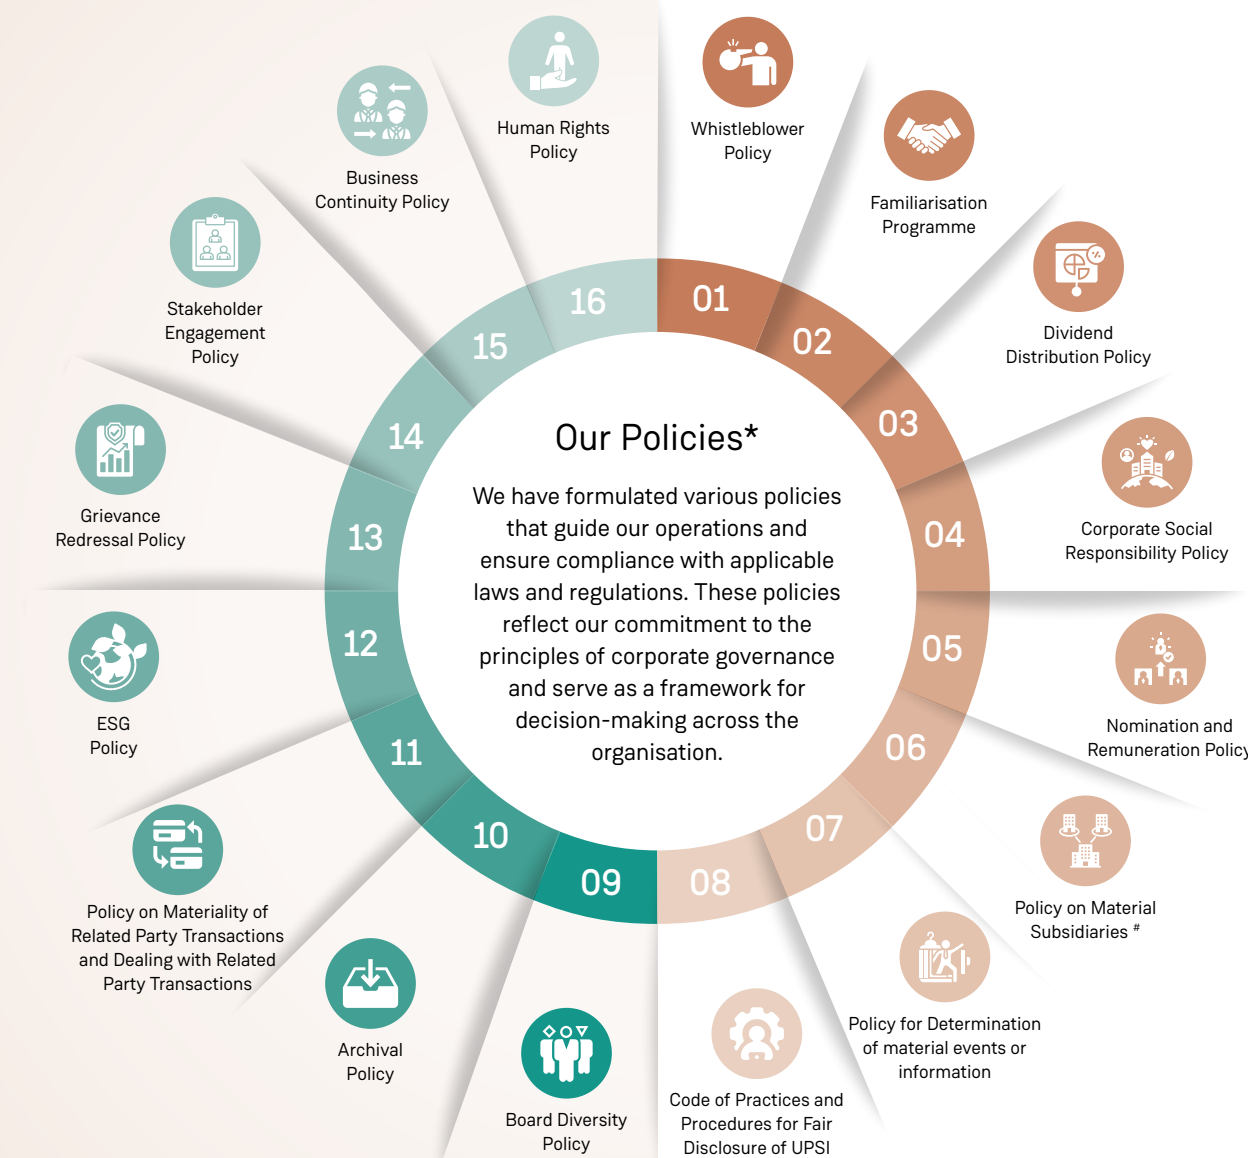 Our Policies*
We have formulated various policies
that guide our operations and
ensure compliance with applicable
laws and regulations. These policies
reflect our commitment to the
principles of corporate governance
and serve as a framework for
decision-making across the
organisation.
01
Whistleblower
Policy
02
Familiarisation
Programme
03
Dividend
Distribution Policy
04
Corporate Social
Responsibility Policy
05
Nomination and
Remuneration Policy
06
Policy on Material
Subsidiaries #
07
Policy for Determination
of material events or
information
08
Code of Practices and
Procedures for Fair
Disclosure of UPSI
09
Board Diversity
Policy
10
Archival
Policy
11
Policy on Materiality of
Related Party Transactions
and Dealing with Related
Party Transactions
12
ESG
Policy
13
Grievance
Redressal Policy
14
Stakeholder
Engagement
Policy
15
Business
Continuity Policy
16
Human Rights
Policy